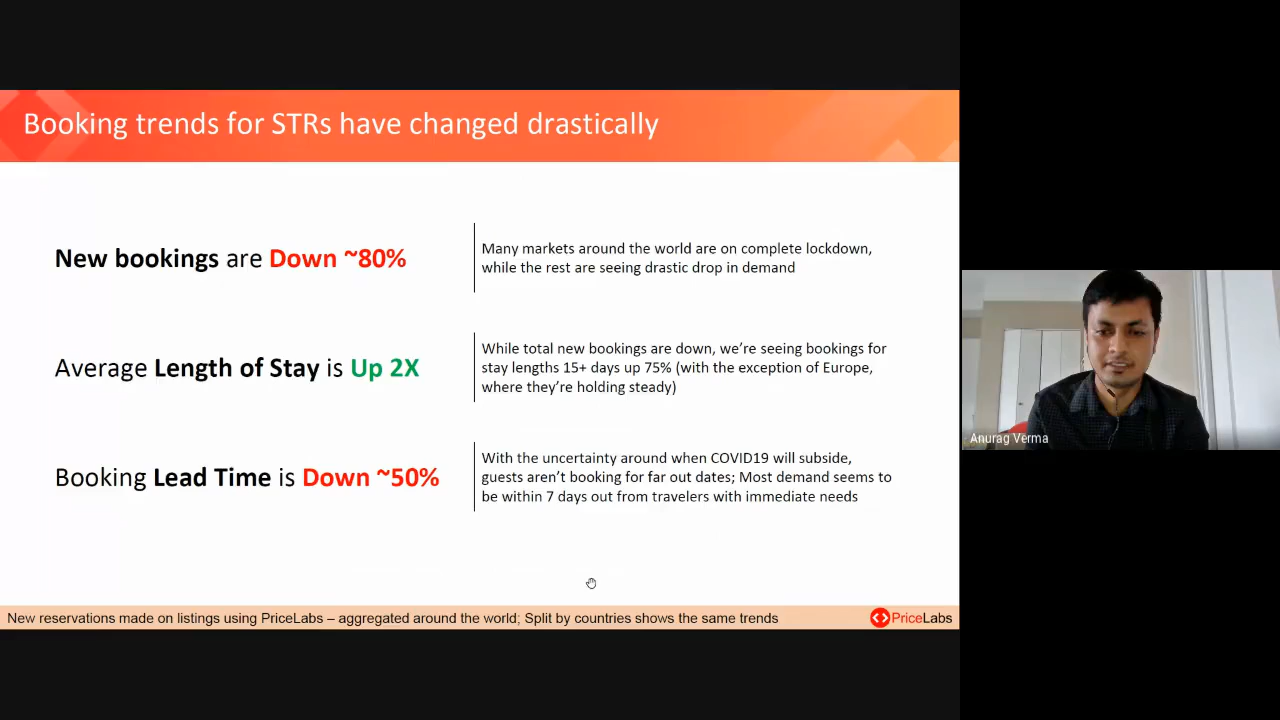 Booking trends for STRs have changed drastically
New bookings are Down ~80%
Many markets around the world are on complete lockdown,
while the rest are seeing drastic drop in demand
Average Length of Stay is Up 2X
While total new bookings are down, we’re seeing bookings for
stay lengths 15+ days up 75% (with the exception of Europe,
where they’re holding steady)
Booking Lead Time is Down ~50%
With the uncertainty around when COVID19 will subside,
guests aren’t booking for far out dates; Most demand seems to
be within 7 days out from travelers with immediate needs
New reservations made on listings using PriceLabs – aggregated around the world; Split by countries shows the same trends
PriceLabs
Anurag Verma